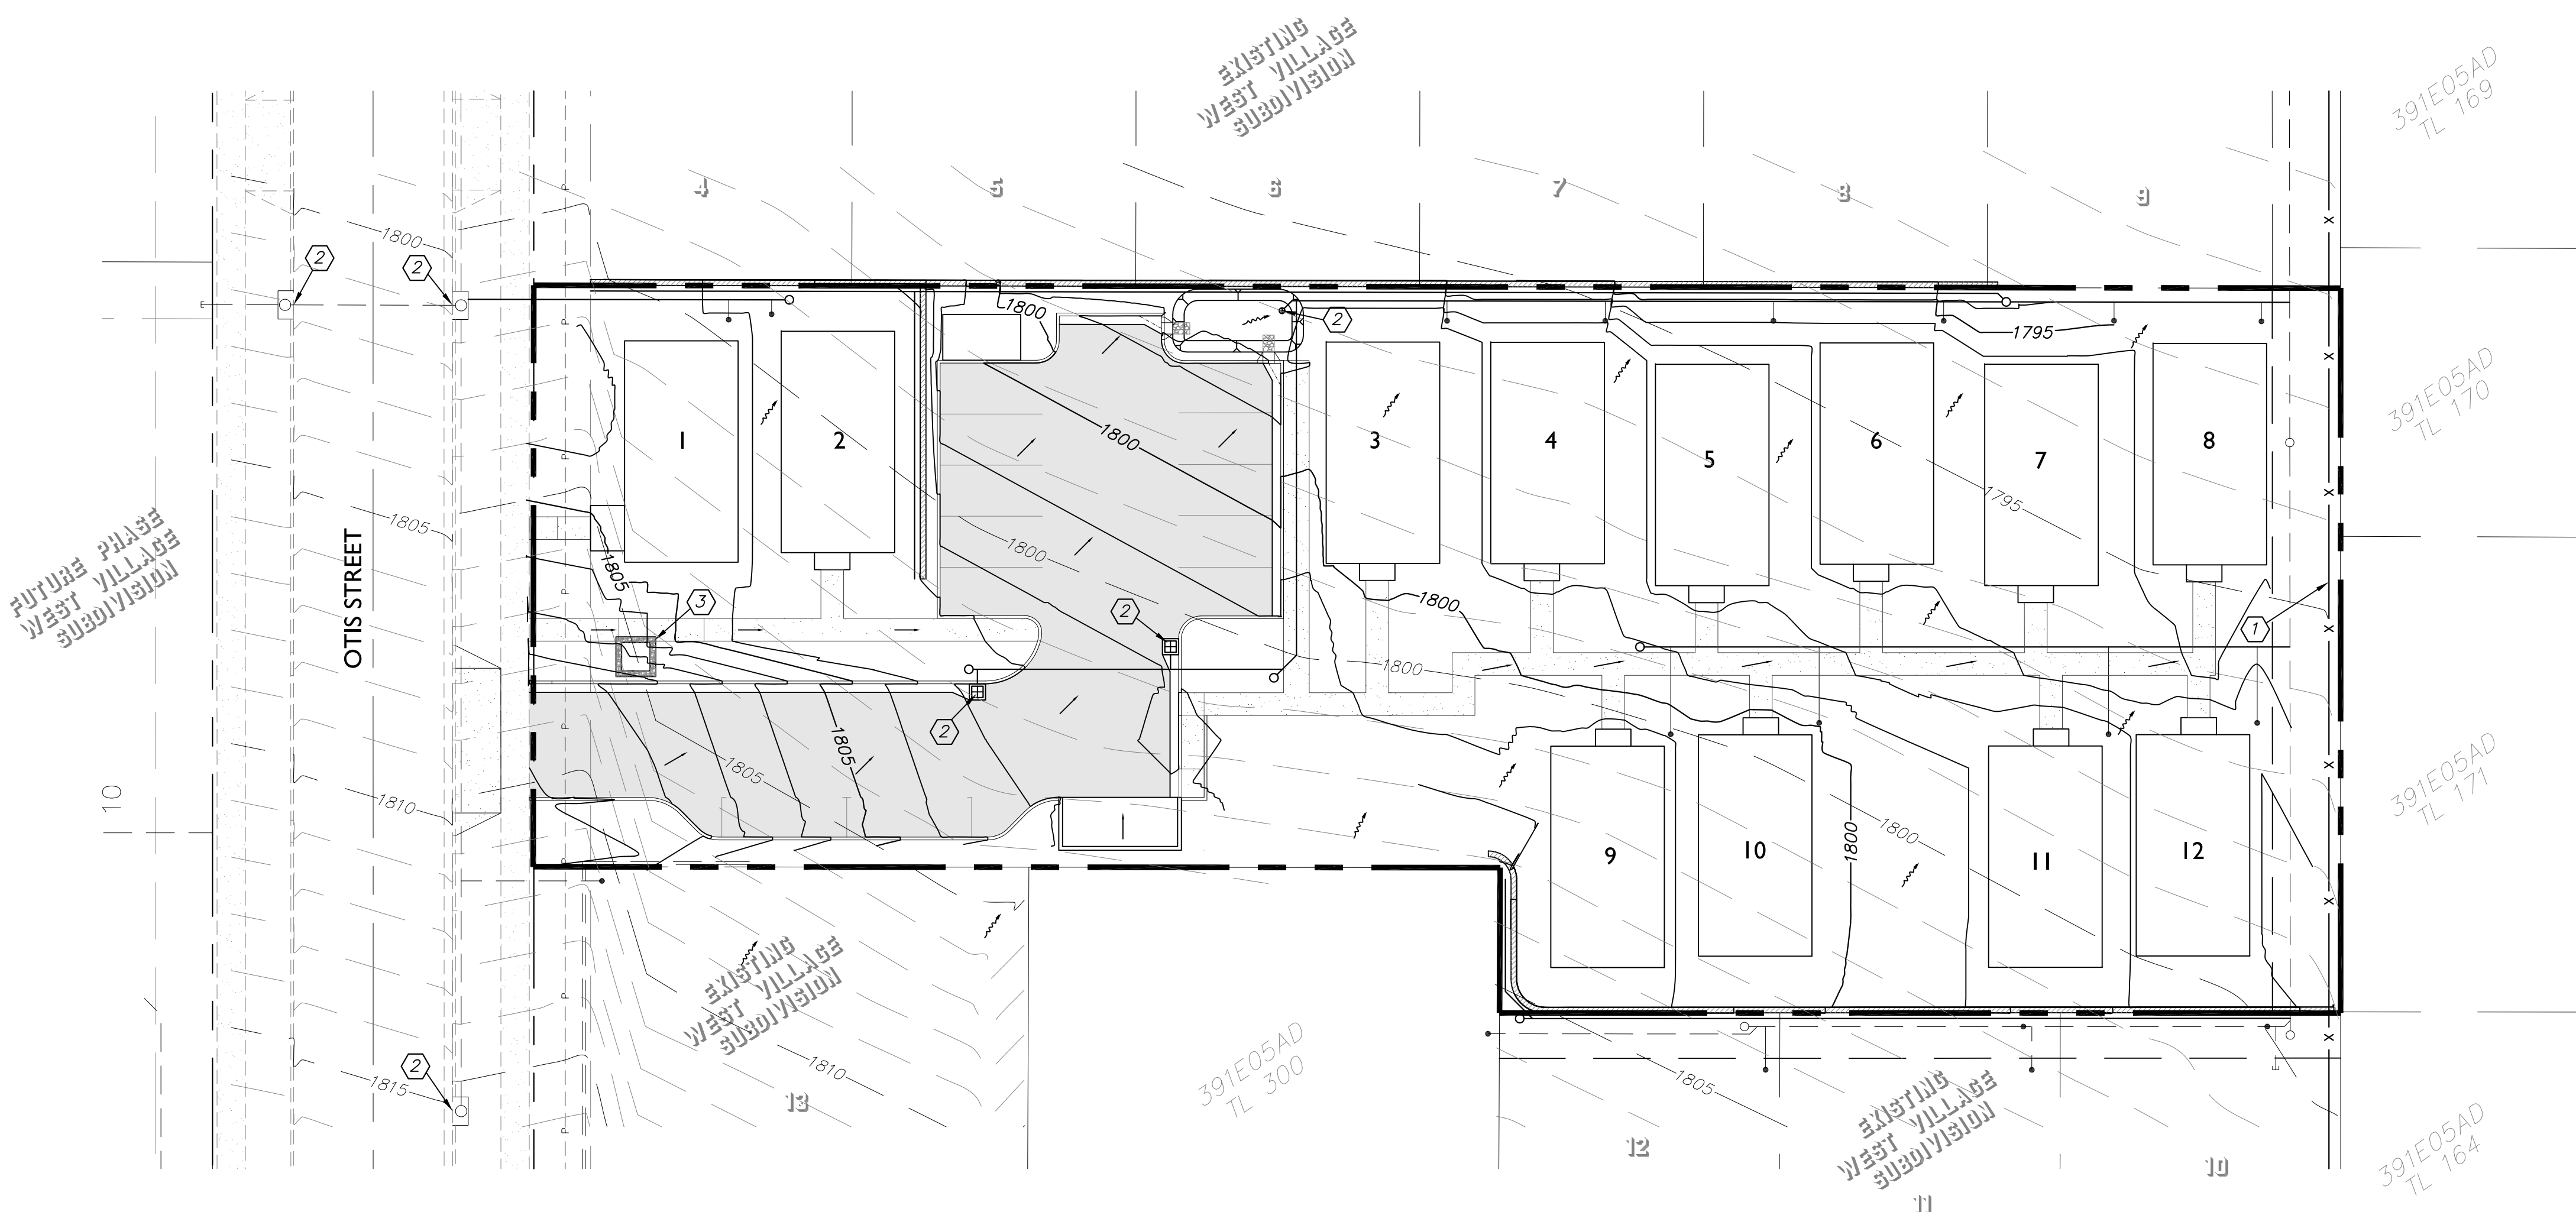 EXISTING
WEST VILLAGE
SUBDIVISION
391E05AD
TL 169
4
5
6
7
8
9
1800
2
2
1800
2
1795
391E05AD
TL 170
1
2
1800
3
4
5
6
7
8
1795
FUTURE PHASE
WEST VILLAGE
SUBDIVISION
OTIS STREET
1805
1805
1800
3
2
1800
1800
1
2
1805
1805
10
1810
9
10
1800
1800
11
12
391E05AD
TL 171
EXISTING
WEST VILLAGE
SUBDIVISION
1810
13
2
1815
391E05AD
TL 300
1805
EXISTING
WEST VILLAGE
SUBDIVISION
12
11
10
391E05AD
TL 164
P
P
P
P
P
P
P
P
P
X
X
X
X
X
X
X